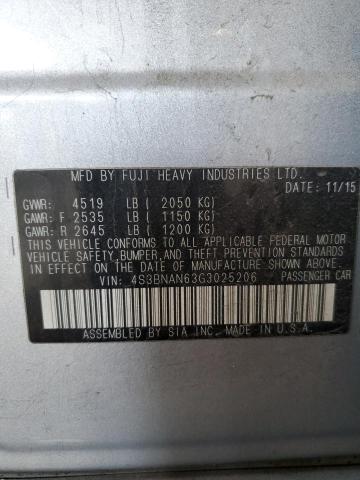 MFD BY FUJI HEAVY INDUSTRIES LTD.
DATE: 11/15
GVWR: 4519 LB ( 2050 KG)
GAWR: F 2535 LB ( 1150 KG)
GAWR: R 2645 LB ( 1200 KG)
THIS VEHICLE CONFORMS TO ALL APPLICABLE FEDERAL MOTOR
VEHICLE SAFETY, BUMPER, AND THEFT PREVENTION STANDARDS
IN EFFECT ON THE DATE OF MANUFACTURE SHOWN ABOVE.
VIN: 4S3BNAN63G3025206 PASSENGER CAR
ASSEMBLED BY SIA INC. MADE IN U.S.A.